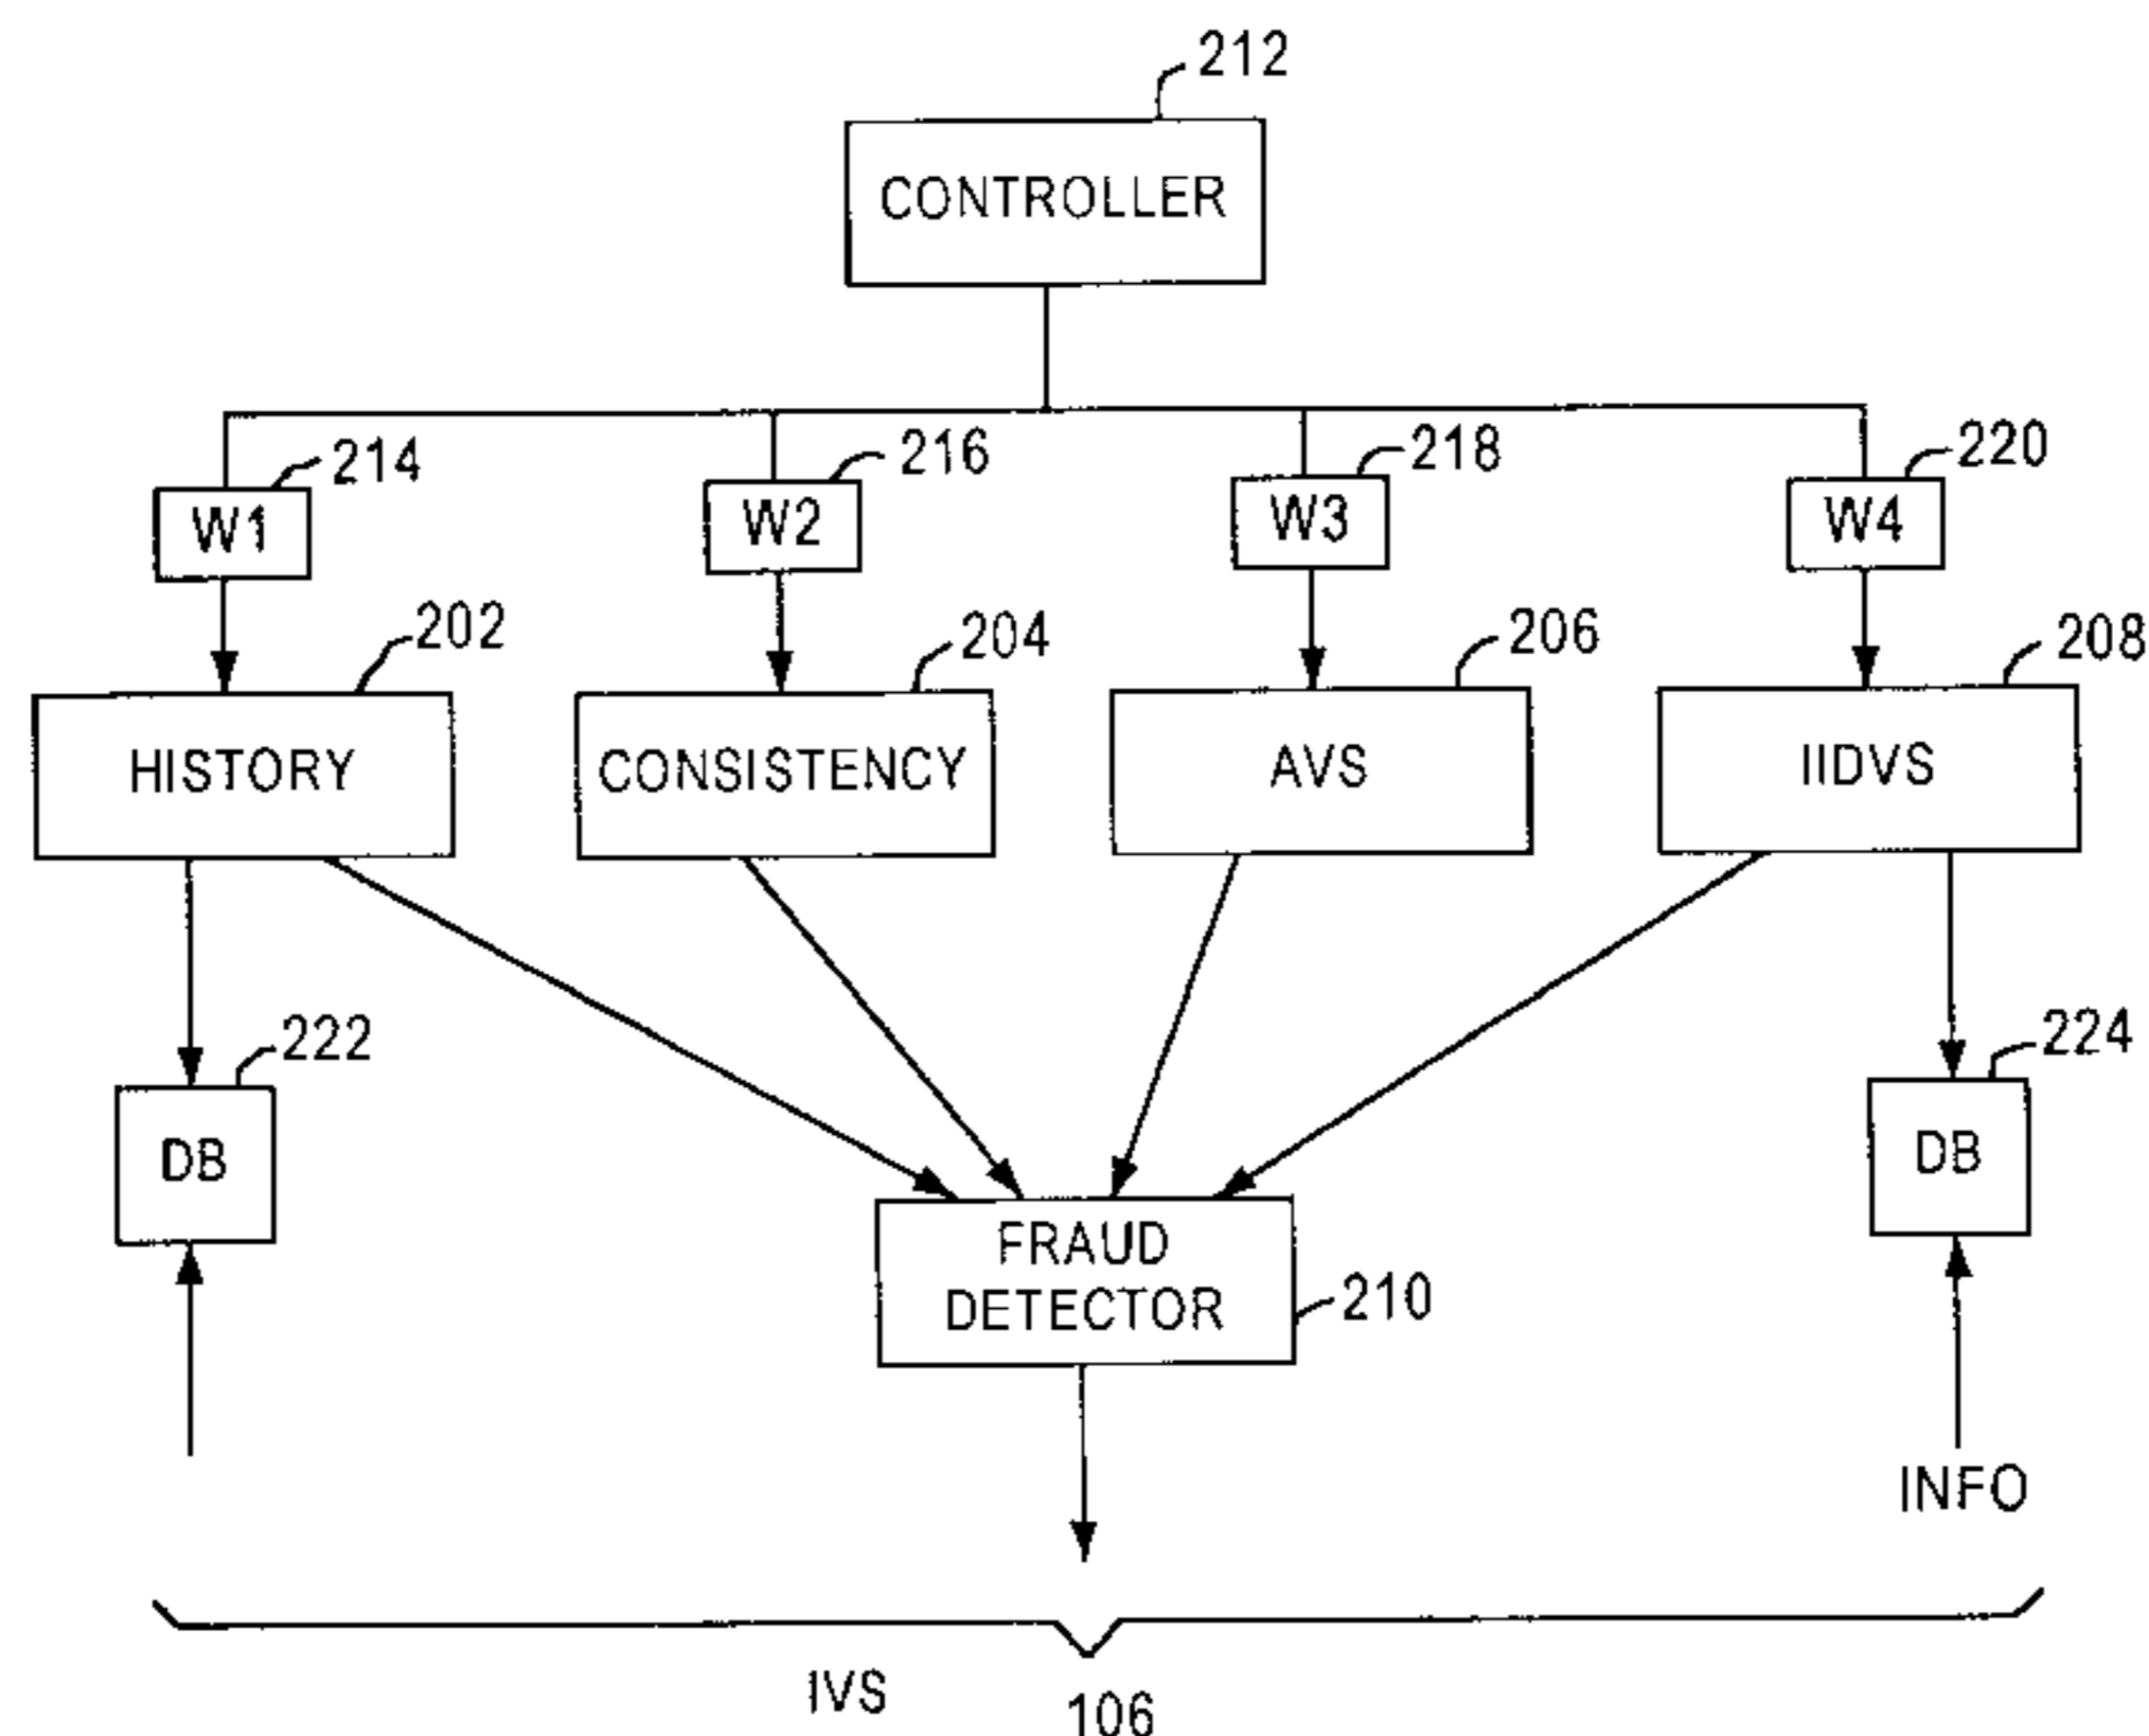 212
CONTROLLER
214
216
218
220
W1
W2
W3
W4
202
204
206
208
HISTORY
CONSISTENCY
AVS
IIDVS
222
224
DB
DB
FRAUD
DETECTOR
210
INFO
IVS
106